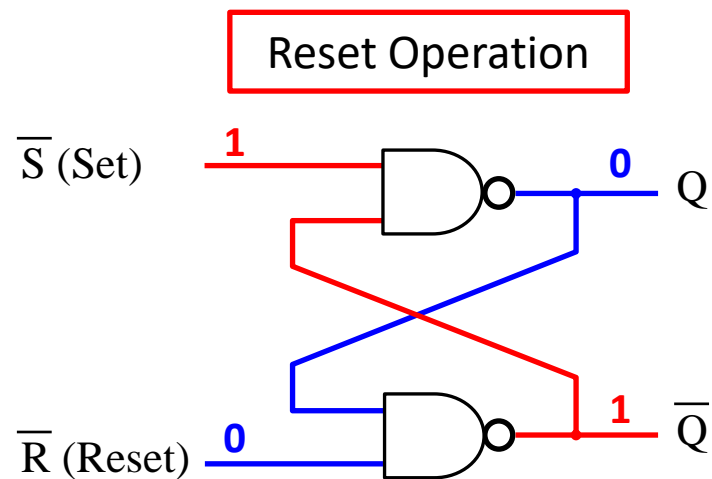 Reset Operation
S̅ (Set)
1
0
Q
R̅ (Reset)
0
1
Q̅